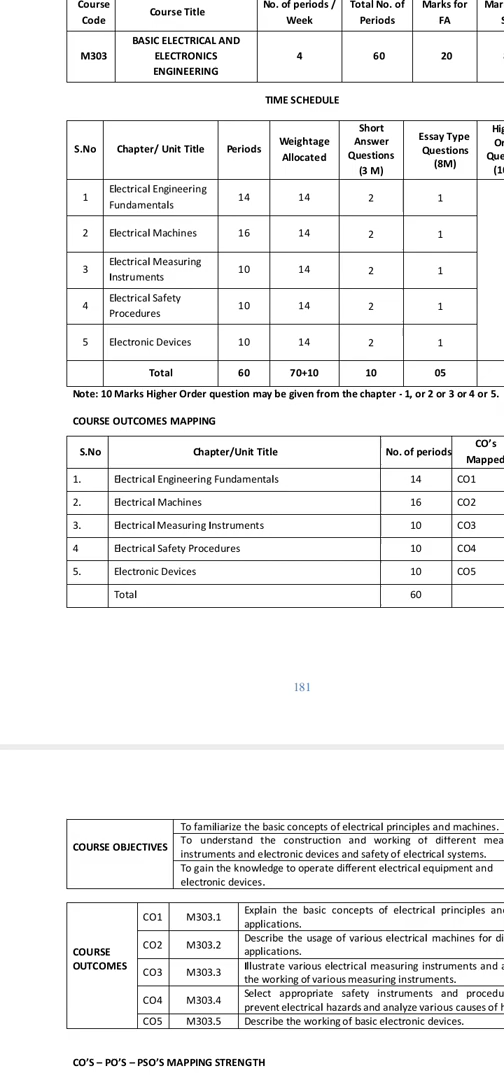 Course Code
Course Title
No. of periods / Week
Total No. of Periods
Marks for FA
M303
BASIC ELECTRICAL AND ELECTRONICS ENGINEERING
4
60
20
TIME SCHEDULE
S.No
Chapter/ Unit Title
Periods
Weightage Allocated
Short Answer Questions (3 M)
Essay Type Questions (8M)
1 Electrical Engineering Fundamentals 14 14 2 1
2 Electrical Machines 16 14 2 1
3 Electrical Measuring Instruments 10 14 2 1
4 Electrical Safety Procedures 10 14 2 1
5 Electronic Devices 10 14 2 1
Total 60 70+10 10 05
Note: 10 Marks Higher Order question may be given from the chapter - 1, or 2 or 3 or 4 or 5.
COURSE OUTCOMES MAPPING
S.No Chapter/Unit Title No. of periods CO's Mapped
1. Electrical Engineering Fundamentals 14 CO1
2. Electrical Machines 16 CO2
3. Electrical Measuring Instruments 10 CO3
4 Electrical Safety Procedures 10 CO4
5. Electronic Devices 10 CO5
Total 60
181
COURSE OBJECTIVES
To familiarize the basic concepts of electrical principles and machines.
To understand the construction and working of different
instruments and electronic devices and safety of electrical systems.
To gain the knowledge to operate different electrical equipment and
electronic devices.
COURSE OUTCOMES
CO1 M303.1 Explain the basic concepts of electrical principles
applications.
CO2 M303.2 Describe the usage of various electrical machines for
applications.
CO3 M303.3 Illustrate various electrical measuring instruments and
the working of various measuring instruments.
CO4 M303.4 Select appropriate safety instruments and
prevent electrical hazards and analyze various causes of
CO5 M303.5 Describe the working of basic electronic devices.
CO'S – PO'S – PSO'S MAPPING STRENGTH